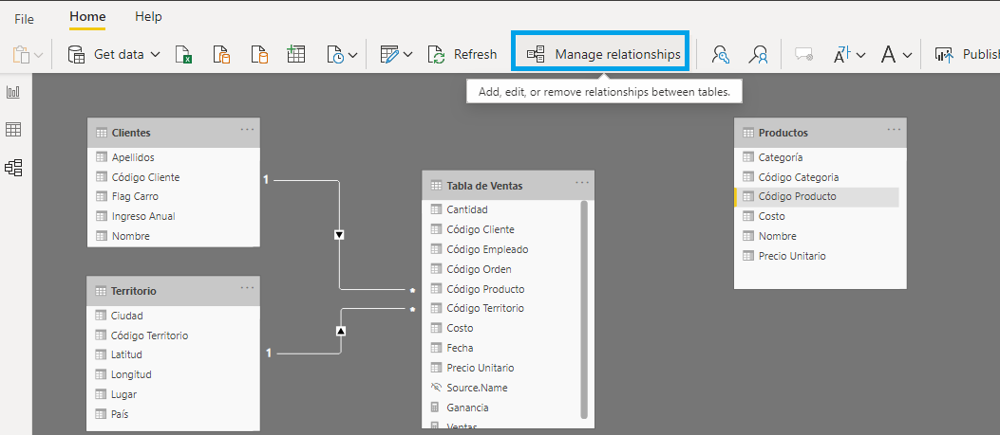 File
Home
Help
Get data
Refresh
Manage relationships
Publish
Add, edit, or remove relationships between tables.
Clientes
Apellidos
Código Cliente
Flag Carro
Ingreso Anual
Nombre
1
*
Territorio
Ciudad
Código Territorio
Latitud
Longitud
Lugar
País
1
*
Tabla de Ventas
Cantidad
Código Cliente
Código Empleado
Código Orden
Código Producto
Código Territorio
Costo
Fecha
Precio Unitario
Source.Name
Ganancia
Ventas
Productos
Categoría
Código Categoria
Código Producto
Costo
Nombre
Precio Unitario